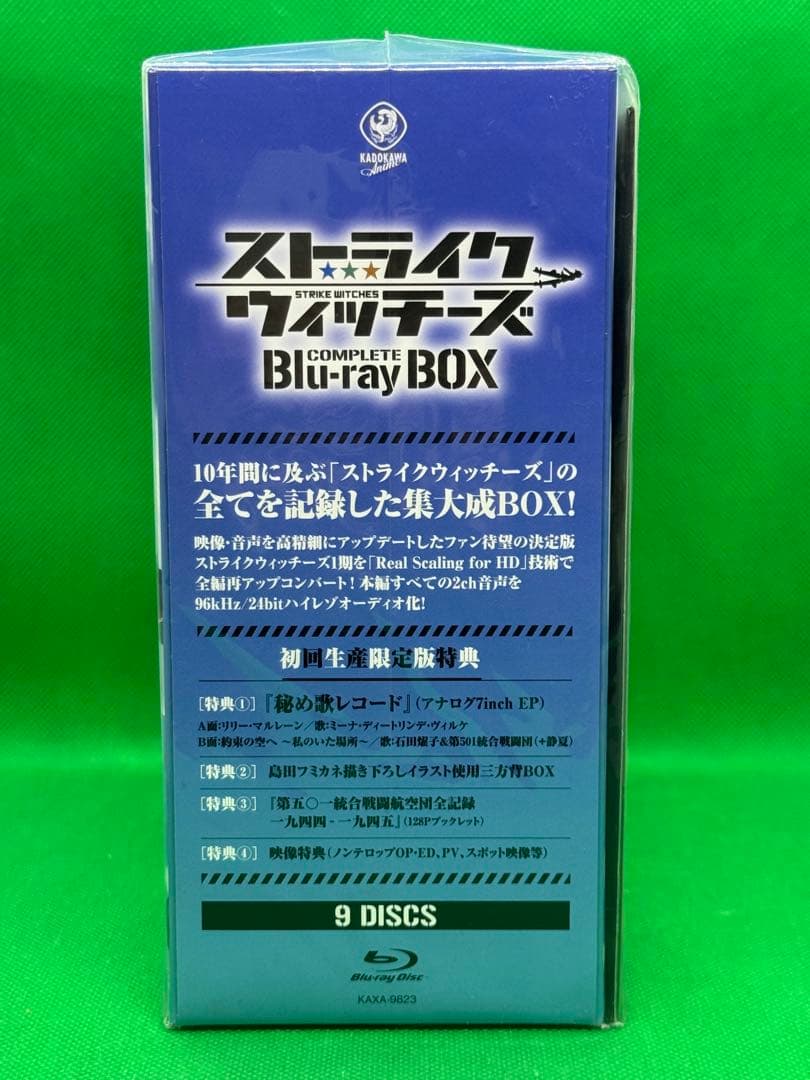 KADOKAWA
Anime
ストライク
STRIKE WITCHES
ウィッチーズ
COMPLETE
Blu-ray BOX
10年間に及ぶ「ストライクウィッチーズ」の
全てを記録した集大成BOX!
映像・音声を高精細にアップデートしたファン待望の決定版
ストライクウィッチーズ1期を「Real Scaling for HD」技術で
全編再アップコンバート! 本編すべての2ch音声を
96kHz/24bitハイレゾオーディオ化!
初回生産限定版特典
[特典①] 『秘め歌レコード』(アナログ7inch EP)
A面:リリー・マルレーン/歌:ミーナ・ディートリンデ・ヴィルケ
B面:約束の空へ ~私のいた場所~/歌:石田燿子&第501統合戦闘団(+静夏)
[特典②] 島田フミカネ描き下ろしイラスト使用三方背BOX
[特典③] 『第五〇一統合戦闘航空団全記録
一九四四-一九四五』(128Pブックレット)
[特典④] 映像特典(ノンテロップOP・ED、PV、スポット映像等)
9 DISCS
Blu-ray Disc
KAXA-9823